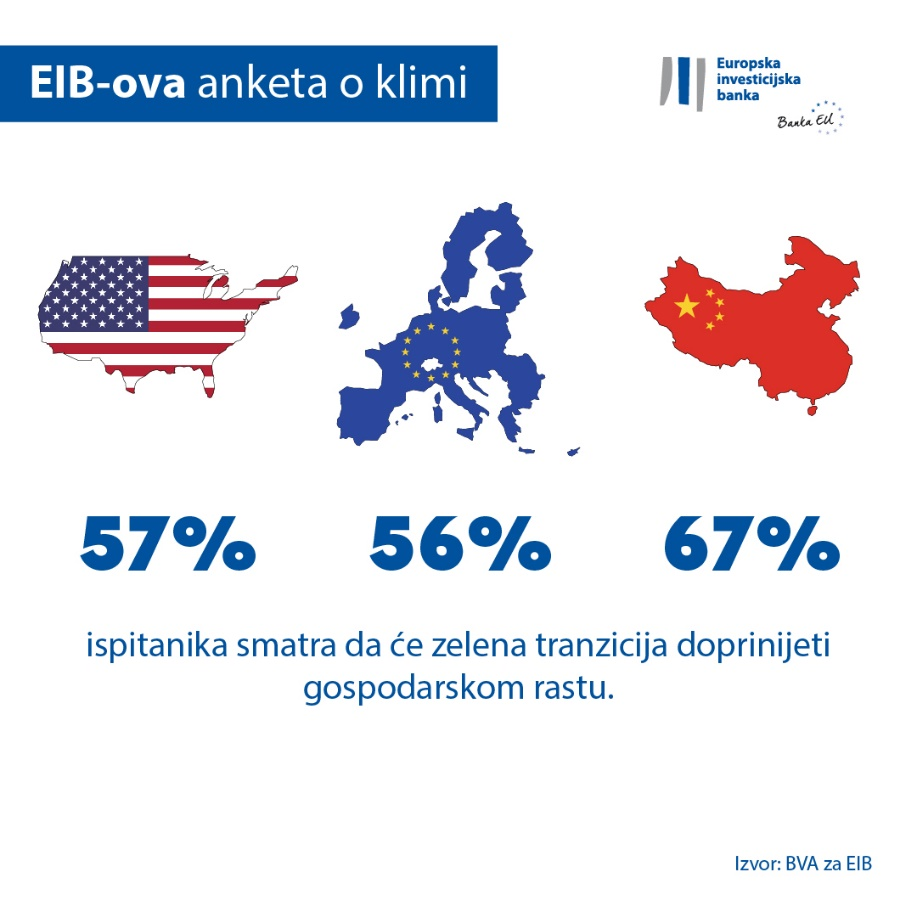 EIB-ova anketa o klimi
Europska
investicijska
banka
Banka EU
57%
56%
67%
ispitanika smatra da će zelena tranzicija doprinijeti
gospodarskom rastu.
Izvor: BVA za EIB